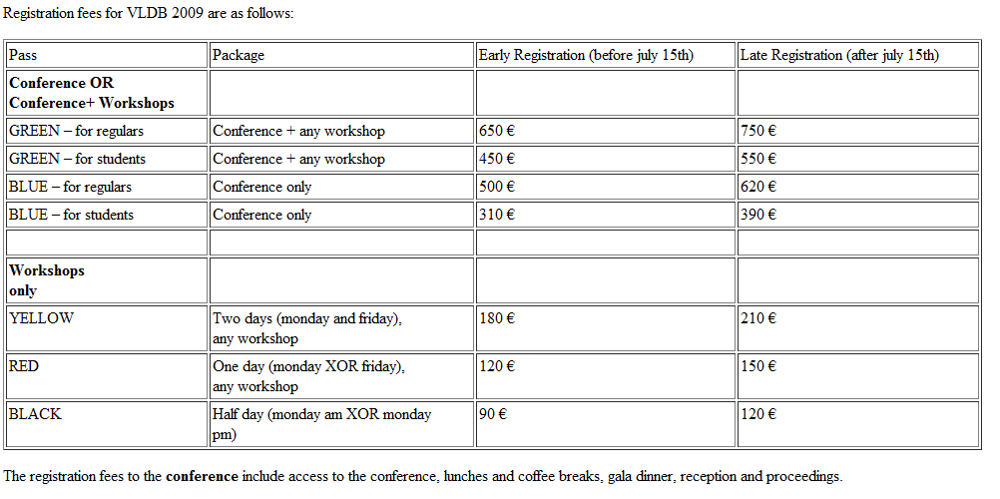 Registration fees for VLDB 2009 are as follows:
Pass Package Early Registration (before july 15th) Late Registration (after july 15th)
Conference OR
Conference+ Workshops
GREEN – for regulars Conference + any workshop 650 € 750 €
GREEN – for students Conference + any workshop 450 € 550 €
BLUE – for regulars Conference only 500 € 620 €
BLUE – for students Conference only 310 € 390 €
Workshops
only
YELLOW Two days (monday and friday), 180 € 210 €
any workshop
RED One day (monday XOR friday), 120 € 150 €
any workshop
BLACK Half day (monday am XOR monday 90 € 120 €
pm)
The registration fees to the conference include access to the conference, lunches and coffee breaks, gala dinner, reception and proceedings.